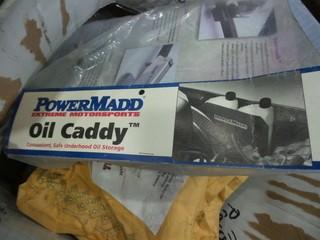 POWERMADD
EXTREME MOTORSPORTS
Oil Caddy™
Convenient, Safe Underhood Oil Storage